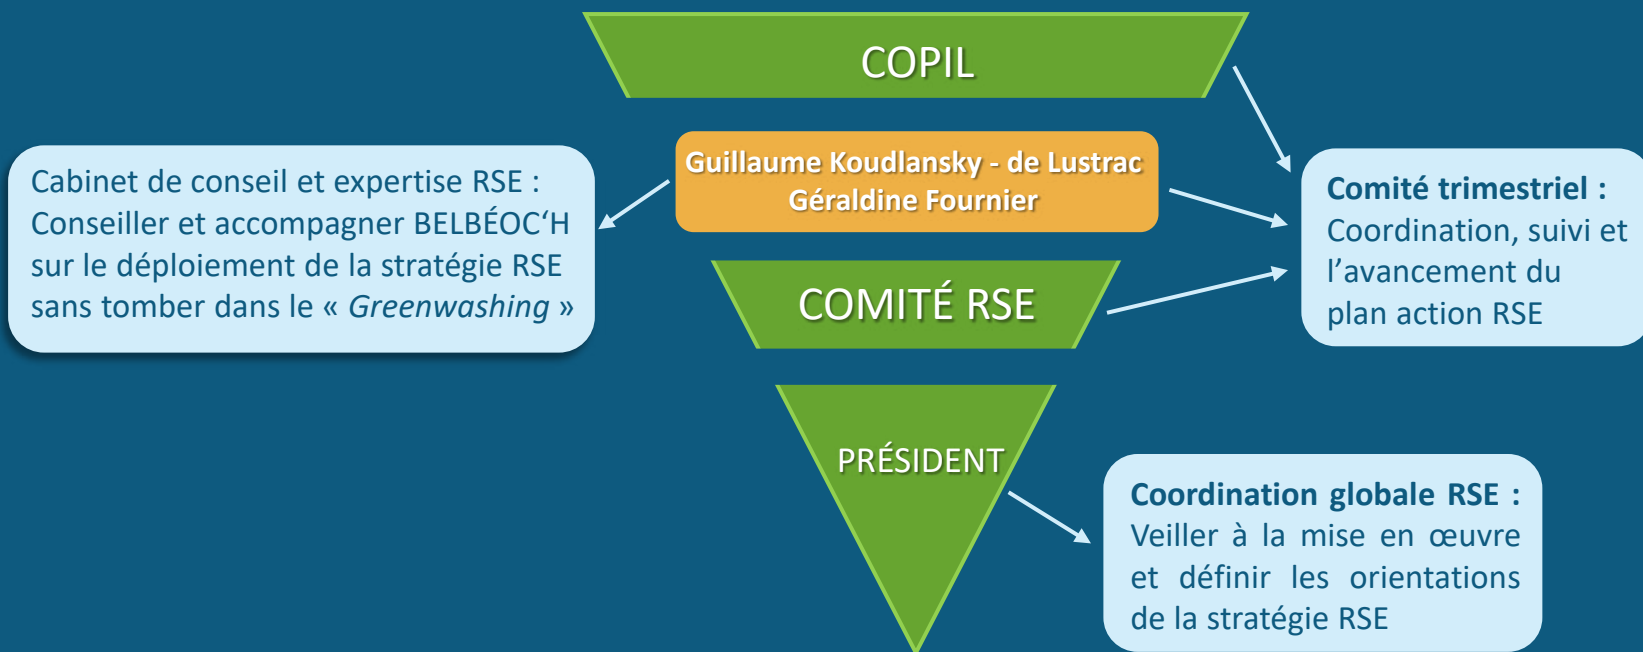 COPIL
Guillaume Koudlansky - de Lustrac
Géraldine Fournier
Cabinet de conseil et expertise RSE :
Conseiller et accompagner BELBÉOC‘H
sur le déploiement de la stratégie RSE
sans tomber dans le « Greenwashing »
Comité trimestriel :
Coordination, suivi et
l’avancement du
plan action RSE
COMITÉ RSE
PRÉSIDENT
Coordination globale RSE :
Veiller à la mise en œuvre
et définir les orientations
de la stratégie RSE